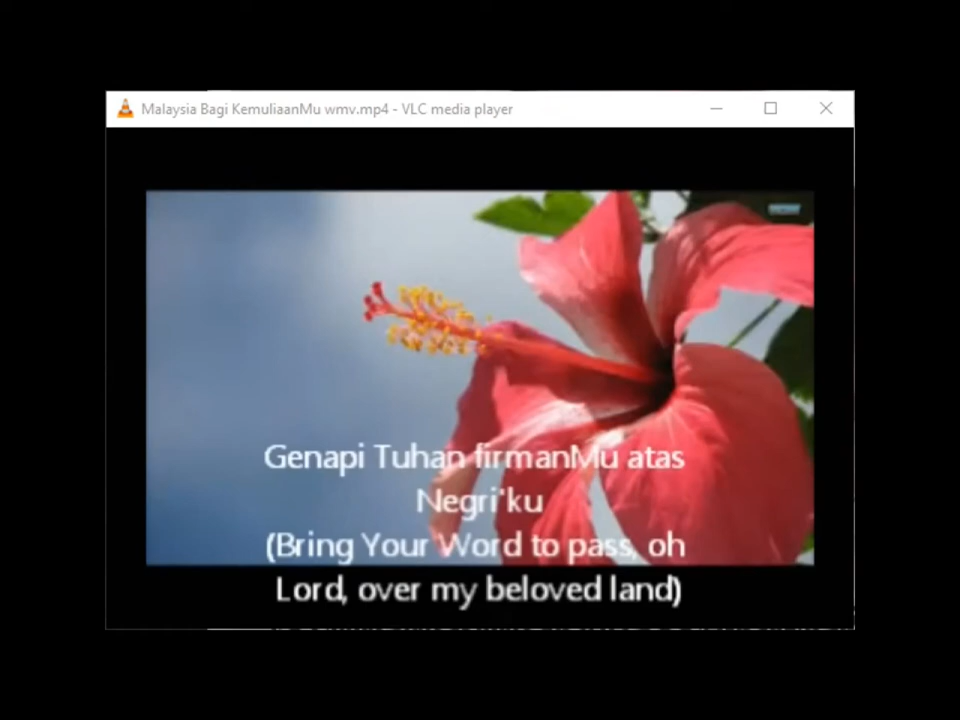 Malaysia Bagi KemuliaanMu wmv.mp4 - VLC media player
Genapi Tuhan firmanMu atas
Negri'ku
(Bring Your Word to pass, oh
Lord, over my beloved land)